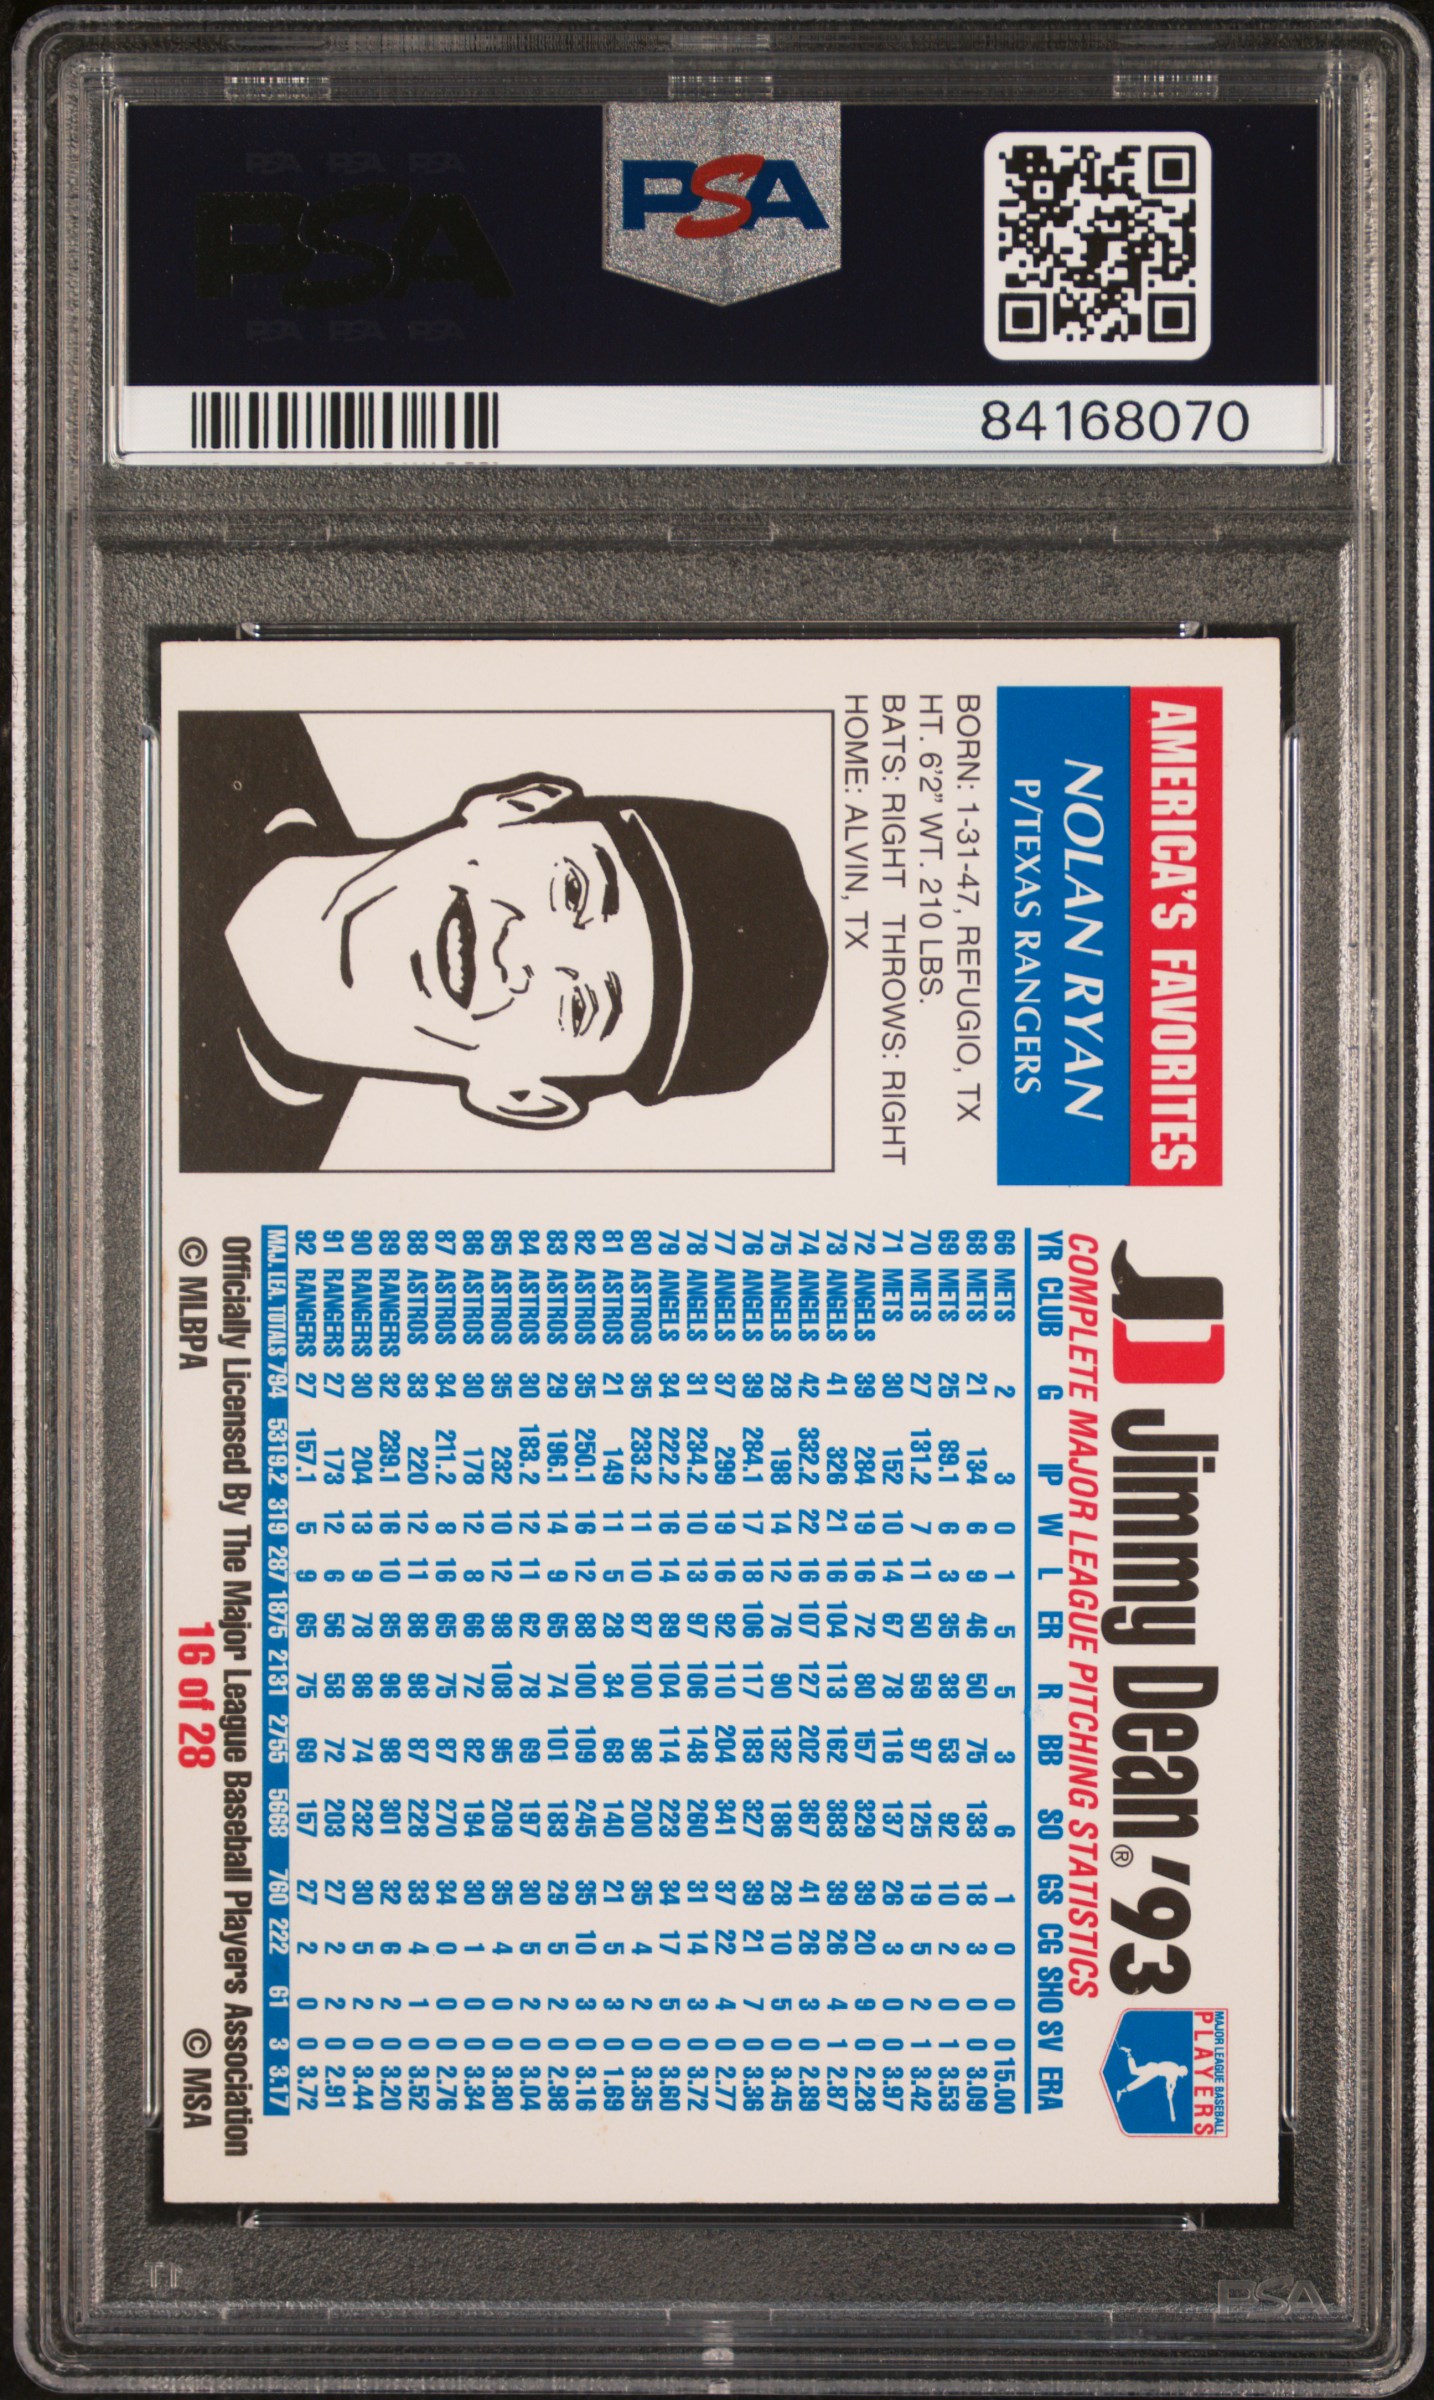 PSA
PSA PSA PSA
PSA
PSA PSA PSA
84168070
AMERICA'S FAVORITES
NOLAN RYAN
P/TEXAS RANGERS
BORN: 1-31-47, REFUGIO, TX
HT. 6'2" WT. 210 LBS.
BATS: RIGHT THROWS: RIGHT
HOME: ALVIN, TX
JD Jimmy Dean® '93
MAJOR LEAGUE BASEBALL
PLAYERS
COMPLETE MAJOR LEAGUE PITCHING STATISTICS
YR CLUB G IP W L ER R BB SO GS CG SHO SV ERA
66 METS 2 3 0 1 5 5 3 6 1 0 0 0 15.00
68 METS 21 134 6 9 46 50 75 133 18 3 0 0 3.09
69 METS 25 89.1 6 3 35 38 53 92 10 2 0 1 3.53
70 METS 27 131.2 7 11 50 59 97 125 19 5 2 1 3.42
71 METS 30 152 10 14 67 78 116 137 26 3 0 0 3.97
72 ANGELS 39 284 19 16 72 80 157 329 39 20 9 0 2.28
73 ANGELS 41 326 21 16 104 113 162 383 39 26 4 1 2.87
74 ANGELS 42 332.2 22 16 107 127 202 367 41 26 3 0 2.89
75 ANGELS 28 198 14 12 76 90 132 186 28 10 5 0 3.45
76 ANGELS 39 284.1 17 18 106 117 183 327 39 21 7 0 3.36
77 ANGELS 37 299 19 16 92 110 204 341 37 22 4 0 2.77
78 ANGELS 31 234.2 10 13 97 106 148 260 31 14 3 0 3.72
79 ANGELS 34 222.2 16 14 89 104 114 223 34 17 5 0 3.60
80 ASTROS 35 233.2 11 10 87 100 98 200 35 4 2 0 3.35
81 ASTROS 21 149 11 5 28 34 68 140 21 5 3 0 1.69
82 ASTROS 35 250.1 16 12 88 100 109 245 35 10 3 0 3.16
83 ASTROS 29 196.1 14 9 65 74 101 183 29 5 2 0 2.98
84 ASTROS 30 183.2 12 11 62 78 69 197 30 5 2 0 3.04
85 ASTROS 35 232 10 12 98 108 95 209 35 4 0 0 3.80
86 ASTROS 30 178 12 8 66 72 82 194 30 1 0 0 3.34
87 ASTROS 34 211.2 8 16 65 75 87 270 34 0 0 0 2.76
88 ASTROS 33 220 12 11 86 98 87 228 33 4 1 0 3.52
89 RANGERS 32 239.1 16 10 85 96 98 301 32 6 2 0 3.20
90 RANGERS 30 204 13 9 78 86 74 232 30 5 2 0 3.44
91 RANGERS 27 173 12 6 56 58 72 203 27 2 2 0 2.91
92 RANGERS 27 157.1 5 9 65 75 69 157 27 2 0 0 3.72
MAJ. LEA. TOTALS 794 5319.2 319 287 1875 2131 2755 5668 760 222 61 3 3.17
Officially Licensed By The Major League Baseball Players Association
© MLBPA
16 of 28
© MSA
PSA